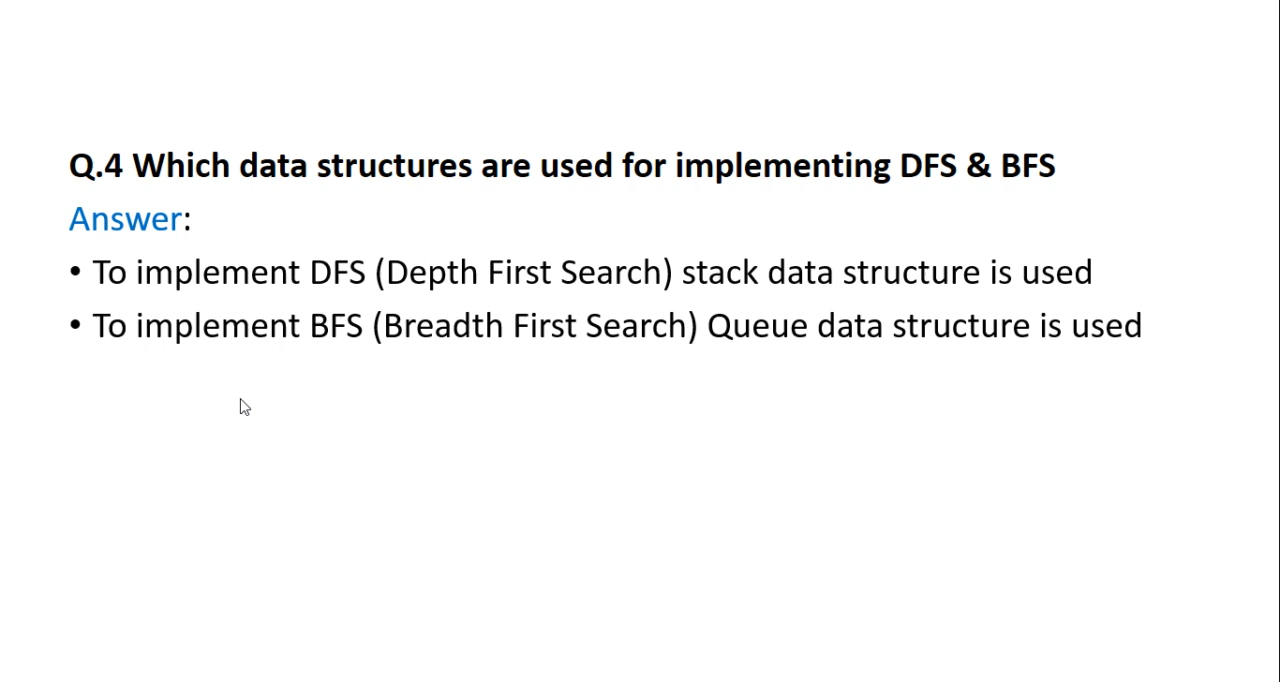 Q.4 Which data structures are used for implementing DFS & BFS
Answer:
• To implement DFS (Depth First Search) stack data structure is used
• To implement BFS (Breadth First Search) Queue data structure is used